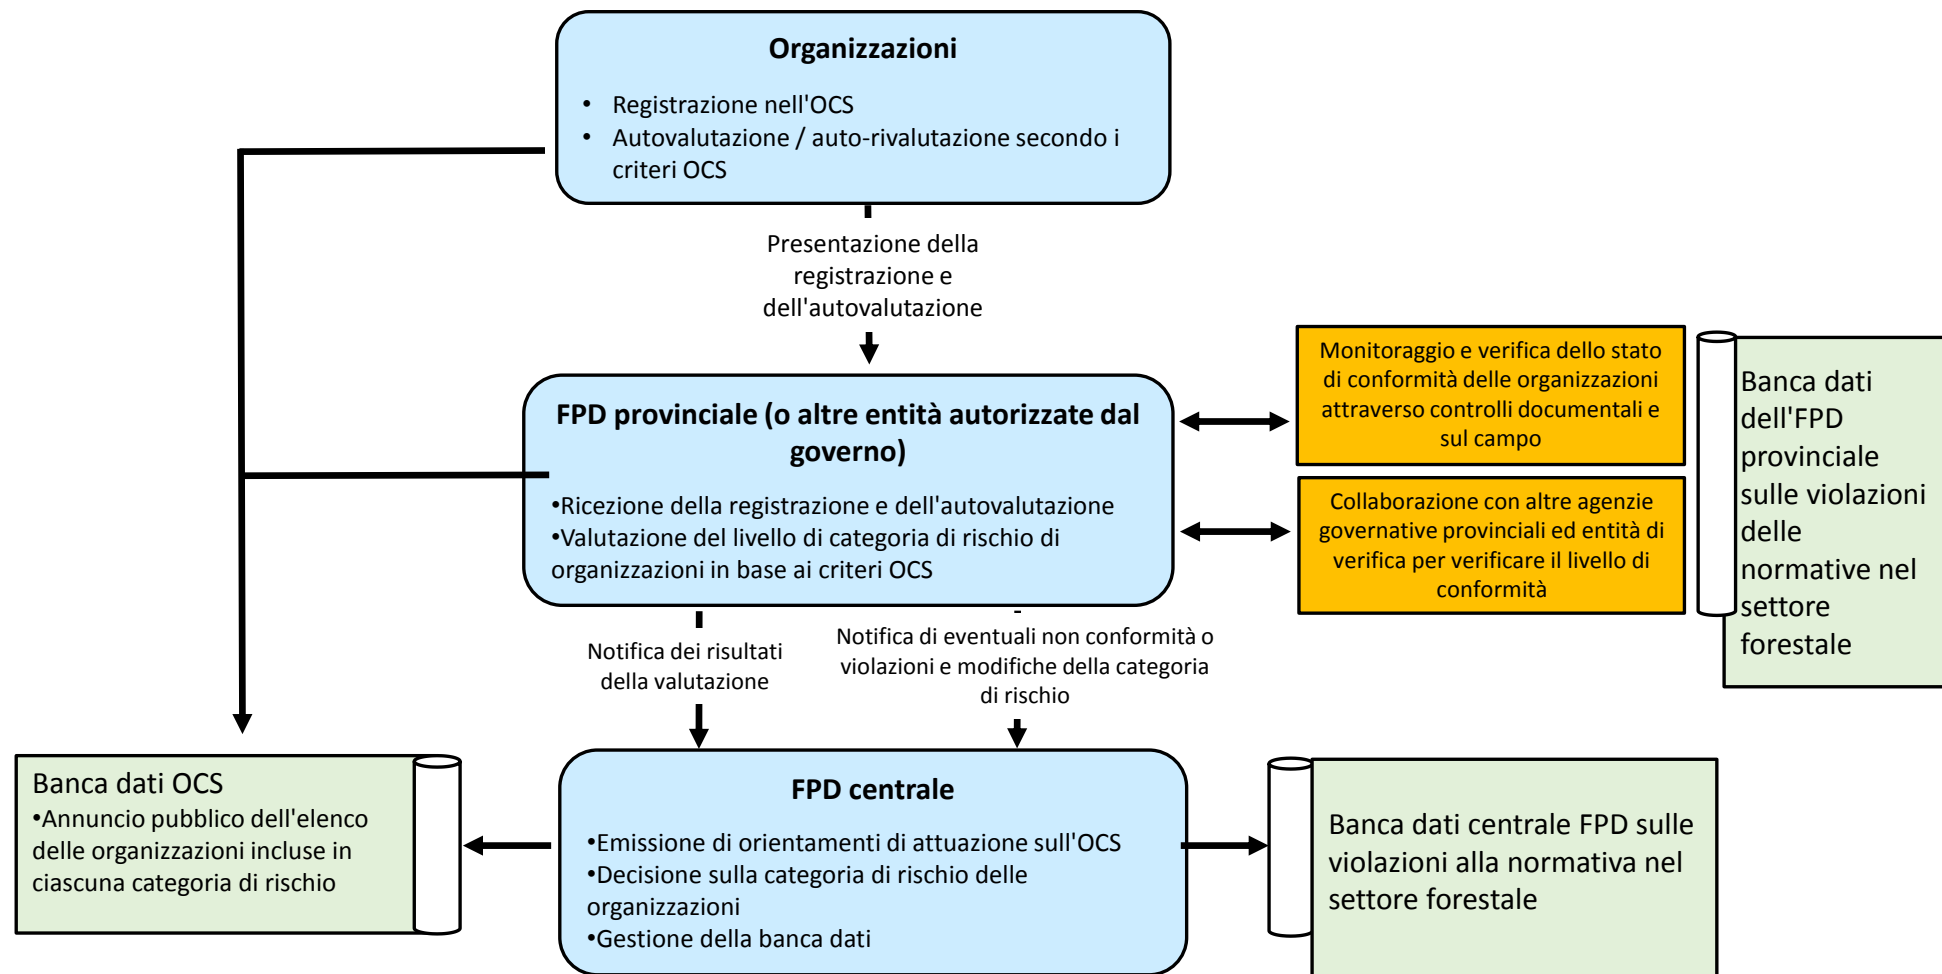 Organizzazioni
• Registrazione nell'OCS
• Autovalutazione / auto-rivalutazione secondo i
criteri OCS
Presentazione della
registrazione e
dell'autovalutazione
FPD provinciale (o altre entità autorizzate dal
governo)
•Ricezione della registrazione e dell'autovalutazione
•Valutazione del livello di categoria di rischio di
organizzazioni in base ai criteri OCS
Monitoraggio e verifica dello stato
di conformità delle organizzazioni
attraverso controlli documentali e
sul campo
Collaborazione con altre agenzie
governative provinciali ed entità di
verifica per verificare il livello di
conformità
Banca dati
dell'FPD
provinciale
sulle violazioni
delle
normative nel
settore
forestale
Notifica dei risultati
della valutazione
Notifica di eventuali non conformità o
violazioni e modifiche della categoria
di rischio
Banca dati OCS
•Annuncio pubblico dell'elenco
delle organizzazioni incluse in
ciascuna categoria di rischio
FPD centrale
•Emissione di orientamenti di attuazione sull'OCS
•Decisione sulla categoria di rischio delle
organizzazioni
•Gestione della banca dati
Banca dati centrale FPD sulle
violazioni alla normativa nel
settore forestale